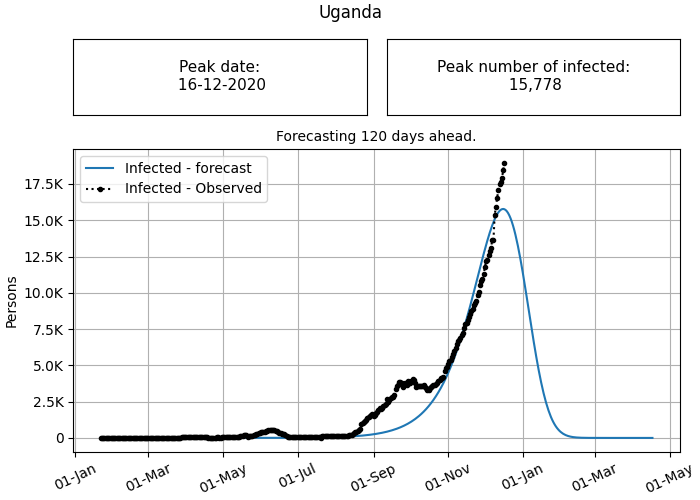 Uganda
Peak date:
16-12-2020
Peak number of infected:
15,778
Forecasting 120 days ahead.
Infected - forecast
Infected - Observed
17.5K
15.0K
12.5K
10.0K
7.5K
5.0K
2.5K
0
Persons
01-Jan
01-Mar
01-May
01-Jul
01-Sep
01-Nov
01-Jan
01-Mar
01-May